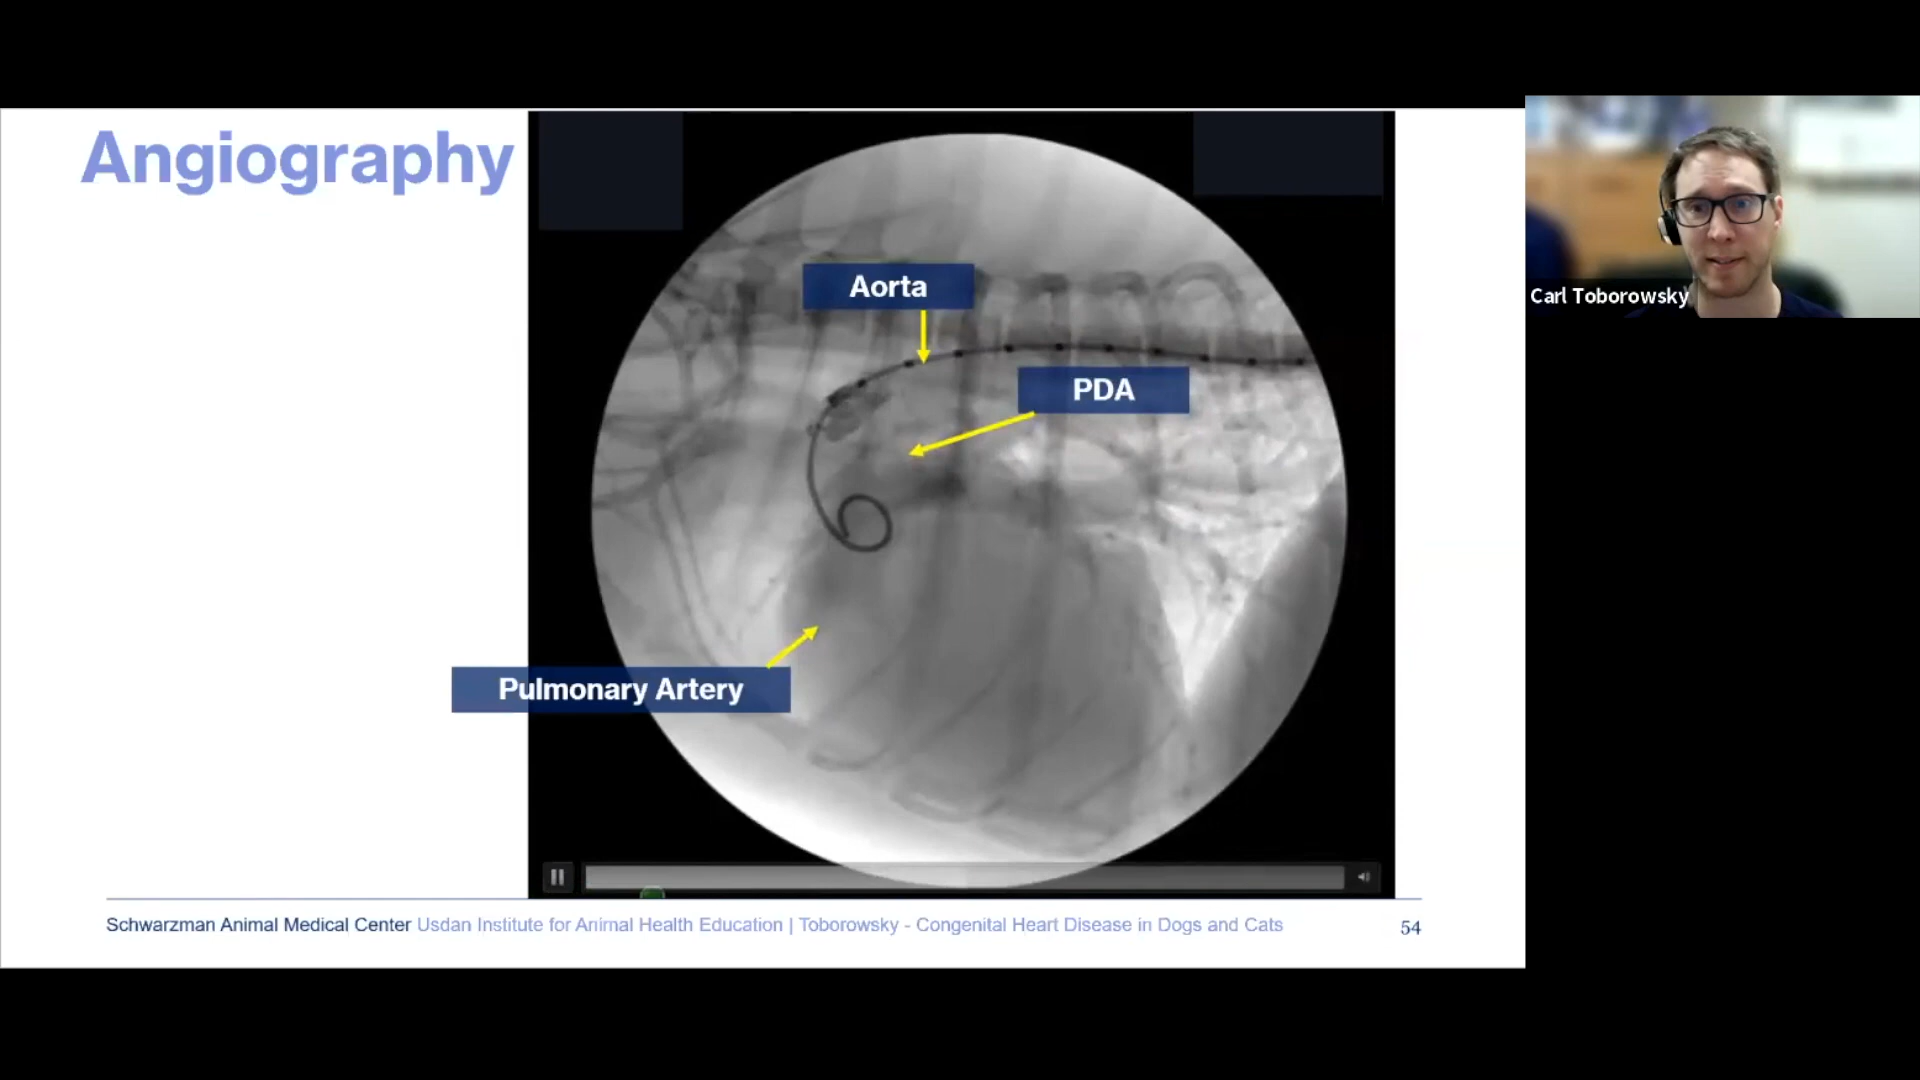 Angiography
Aorta
PDA
Pulmonary Artery
Carl Toborowsky
Schwarzman Animal Medical Center Usdan Institute for Animal Health Education | Toborowsky - Congenital Heart Disease in Dogs and Cats
54